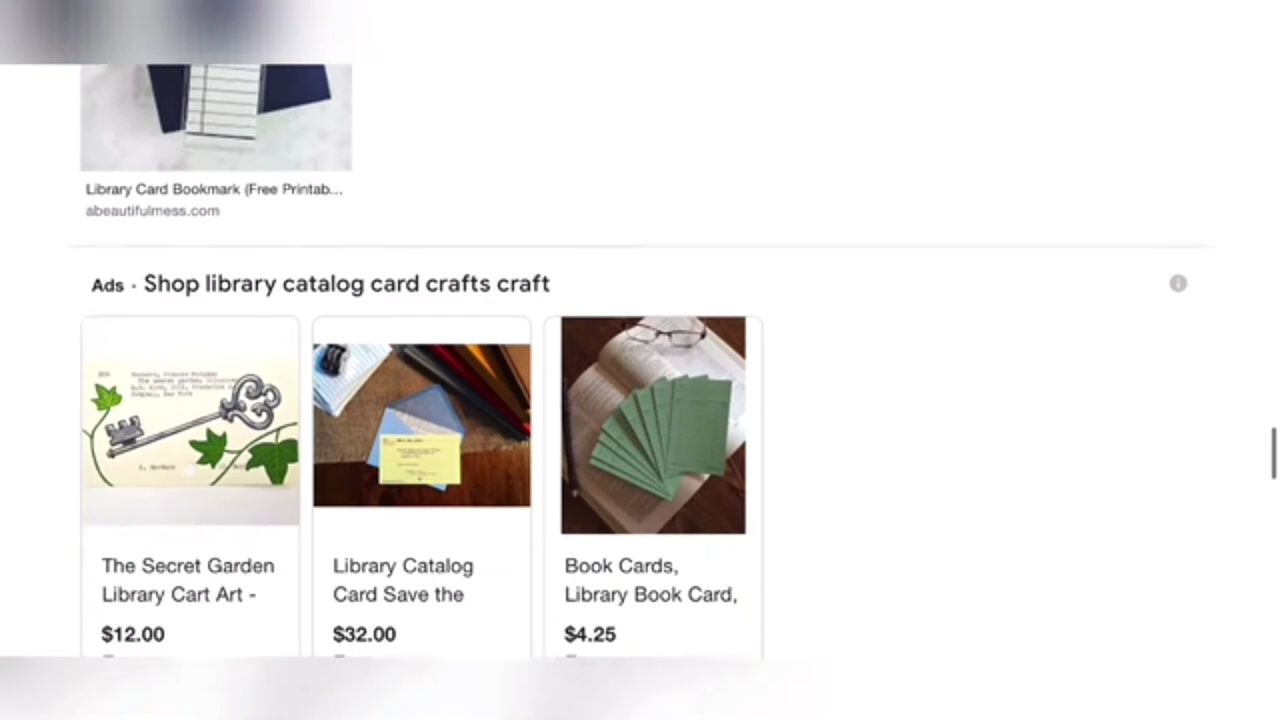 Library Card Bookmark (Free Printab...
abeautifulmess.com
Ads · Shop library catalog card crafts craft
The Secret Garden
Library Cart Art -
$12.00
Library Catalog
Card Save the
$32.00
Book Cards,
Library Book Card,
$4.25